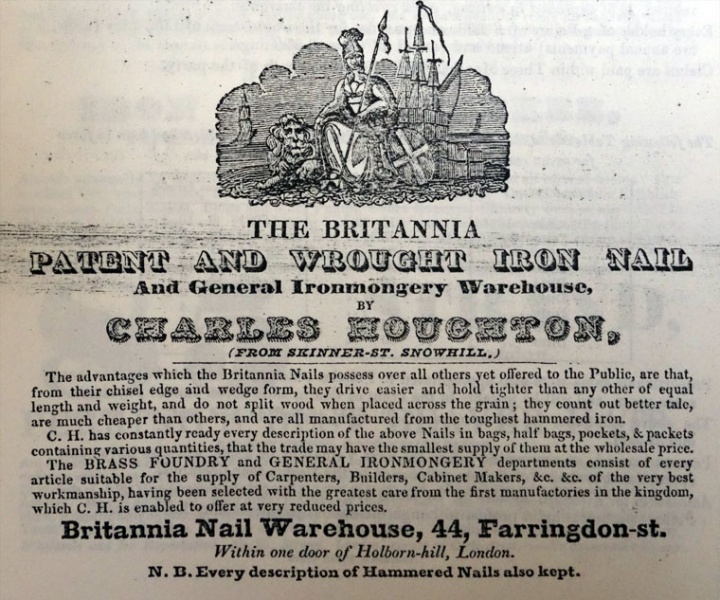 THE BRITANNIA
PATENT AND WROUGHT IRON NAIL
And General Ironmongery Warehouse,
BY
CHARLES HOUGHTON,
(FROM SKINNER-ST. SNOWHILL.)
The advantages which the Britannia Nails possess over all others yet offered to the Public, are that,
from their chisel edge and wedge form, they drive easier and hold tighter than any other of equal
length and weight, and do not split wood when placed across the grain; they count out better tale,
are much cheaper than others, and are all manufactured from the toughest hammered iron.
C. H. has constantly ready every description of the above Nails in bags, half bags, pockets, & packets
containing various quantities, that the trade may have the smallest supply of them at the wholesale price.
The BRASS FOUNDRY and GENERAL IRONMONGERY departments consist of every
article suitable for the supply of Carpenters, Builders, Cabinet Makers, &c. &c. of the very best
workmanship, having been selected with the greatest care from the first manufactories in the kingdom,
which C. H. is enabled to offer at very reduced prices.
Britannia Nail Warehouse, 44, Farringdon-st.
Within one door of Holborn-hill, London.
N. B. Every description of Hammered Nails also kept.